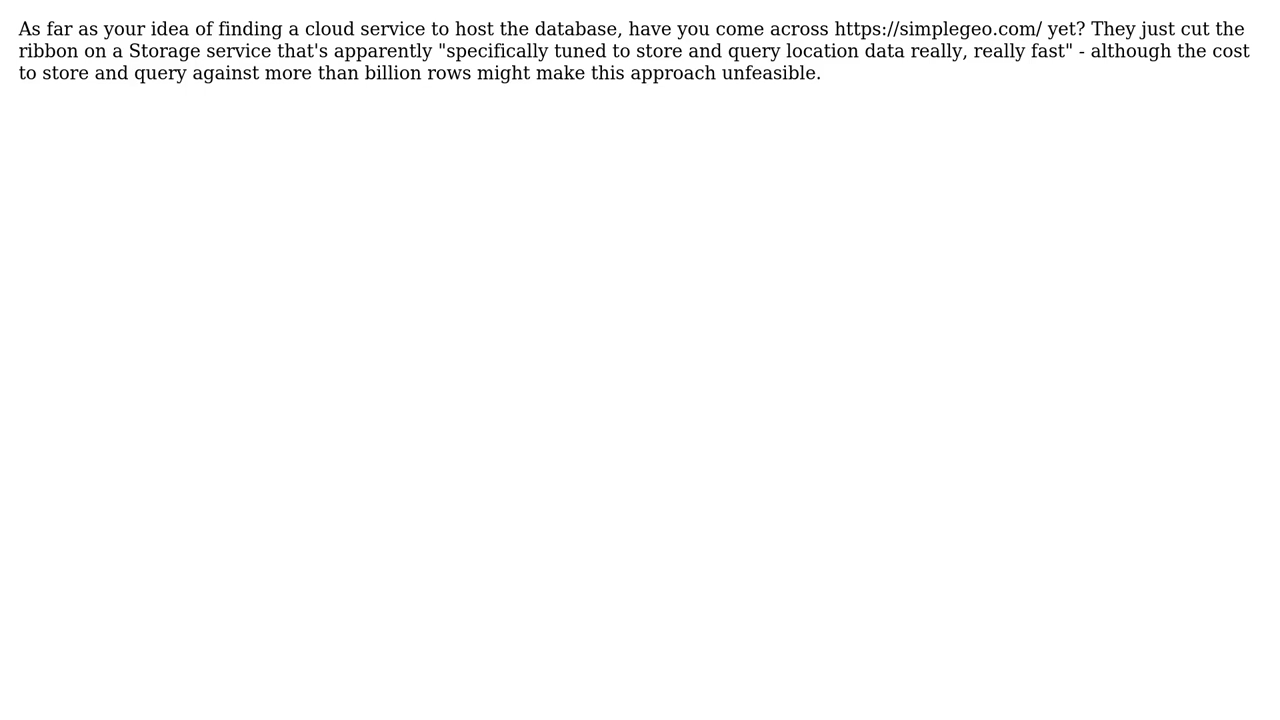 As far as your idea of finding a cloud service to host the database, have you come across https://simplegeo.com/ yet? They just cut the
ribbon on a Storage service that's apparently "specifically tuned to store and query location data really, really fast" - although the cost
to store and query against more than billion rows might make this approach unfeasible.